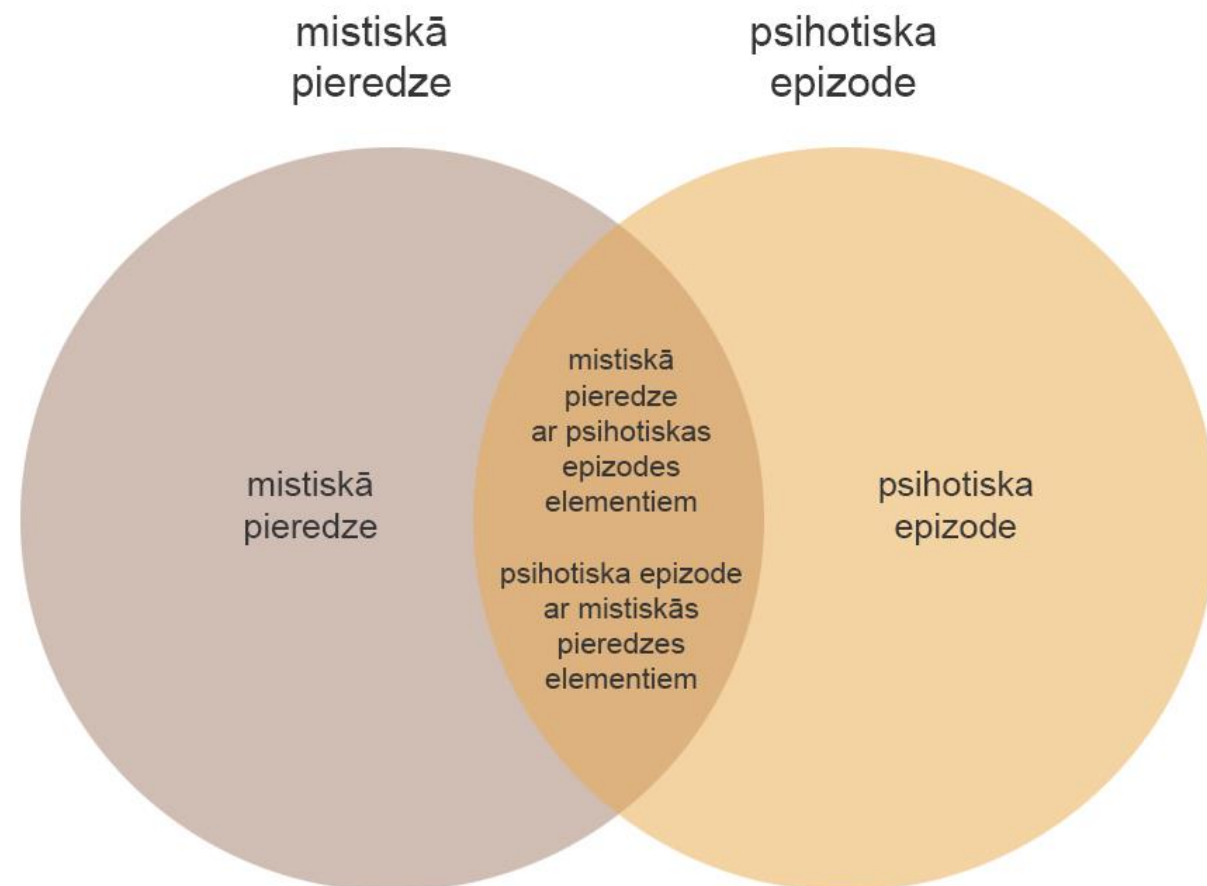 mistiskā
pieredze
psihotiska
epizode
mistiskā
pieredze
mistiskā
pieredze
ar psihotiskas
epizodes
elementiem
psihotiska epizode
ar mistiskās
pieredzes
elementiem
psihotiska
epizode